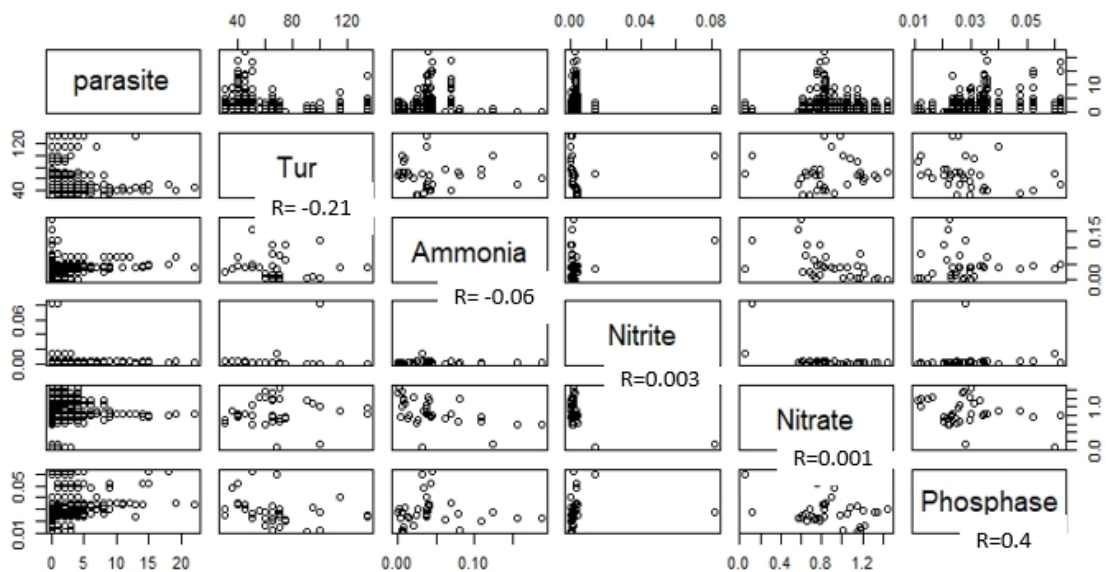 40 80 120
0.00 0.04 0.08
0.01 0.03 0.05
parasite
0 10 20
40 120
Tur
R= -0.21
Ammonia
0.00 0.15
R= -0.06
0.00 0.06
Nitrite
R=0.003
Nitrate
0.0 1.0
R=0.001
0.01 0.05
Phosphase
R=0.4
0 5 10 15 20
0.00 0.10
0.0 0.4 0.8 1.2